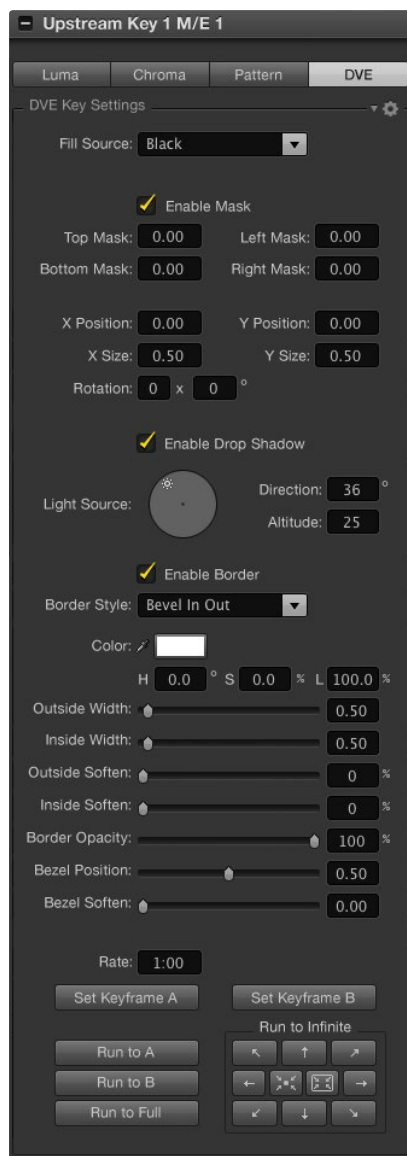 Upstream Key 1 M/E 1
Luma Chroma Pattern DVE
DVE Key Settings
Fill Source: Black
Enable Mask
Top Mask: 0.00 Left Mask: 0.00
Bottom Mask: 0.00 Right Mask: 0.00
X Position: 0.00 Y Position: 0.00
X Size: 0.50 Y Size: 0.50
Rotation: 0 x 0 °
Enable Drop Shadow
Light Source: Direction: 36 °
Altitude: 25
Enable Border
Border Style: Bevel In Out
Color:
H 0.0 ° S 0.0 % L 100.0 %
Outside Width: 0.50
Inside Width: 0.50
Outside Soften: 0 %
Inside Soften: 0 %
Border Opacity: 100 %
Bezel Position: 0.50
Bezel Soften: 0.00
Rate: 1:00
Set Keyframe A Set Keyframe B
Run to Infinite
Run to A
Run to B
Run to Full